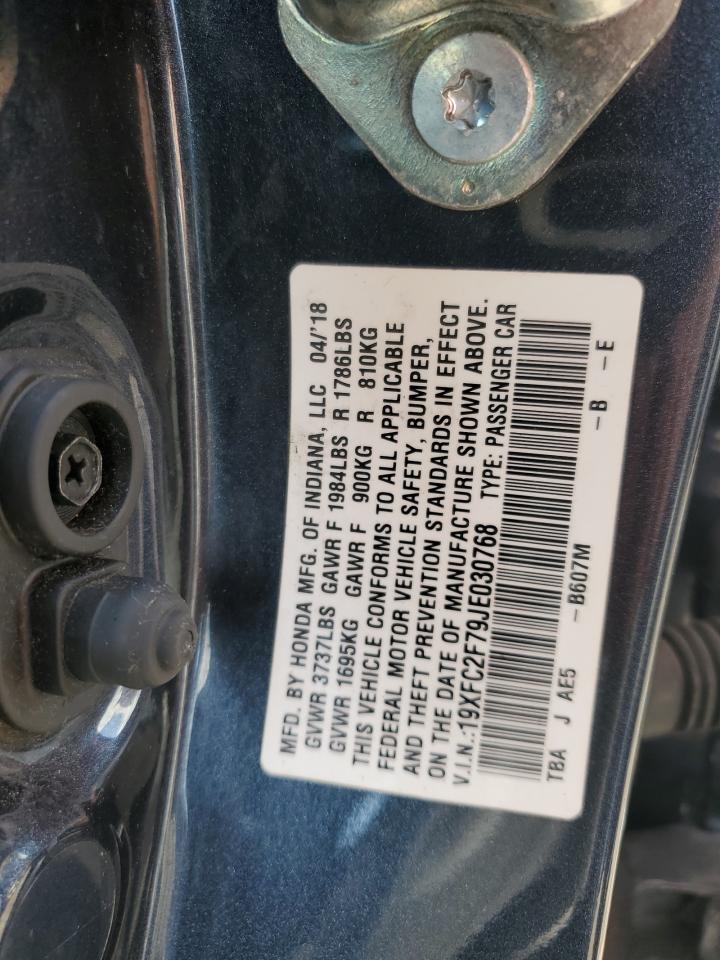 MFD. BY HONDA MFG. OF INDIANA, LLC 04/'18
GVWR 3737LBS GAWR F 1984LBS R 1786LBS
GVWR 1695KG GAWR F 900KG R 810KG
THIS VEHICLE CONFORMS TO ALL APPLICABLE
FEDERAL MOTOR VEHICLE SAFETY, BUMPER,
AND THEFT PREVENTION STANDARDS IN EFFECT
ON THE DATE OF MANUFACTURE SHOWN ABOVE.
V.I.N.:19XFC2F79JE030768 TYPE: PASSENGER CAR
TBA J AE5 -B607M -B -E